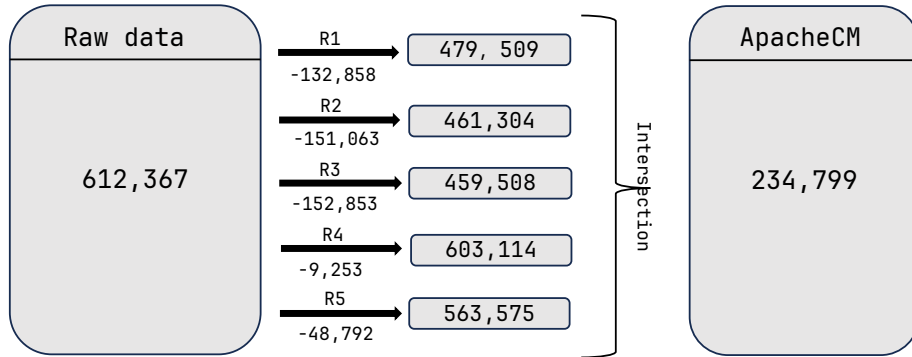 Raw data
612,367
R1
-132,858
479, 509
R2
-151,063
461,304
R3
-152,853
459,508
R4
-9,253
603,114
R5
-48,792
563,575
Intersection
ApacheCM
234,799